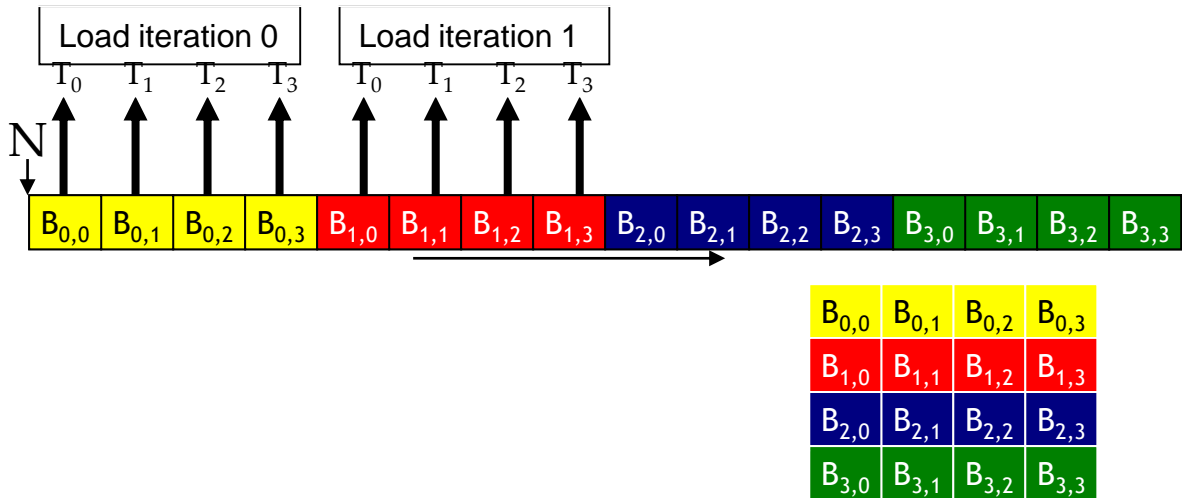 Load iteration 0 Load iteration 1
T0 T1 T2 T3 T0 T1 T2 T3
N
B0,0 B0,1 B0,2 B0,3 B1,0 B1,1 B1,2 B1,3 B2,0 B2,1 B2,2 B2,3 B3,0 B3,1 B3,2 B3,3
B0,0 B0,1 B0,2 B0,3
B1,0 B1,1 B1,2 B1,3
B2,0 B2,1 B2,2 B2,3
B3,0 B3,1 B3,2 B3,3